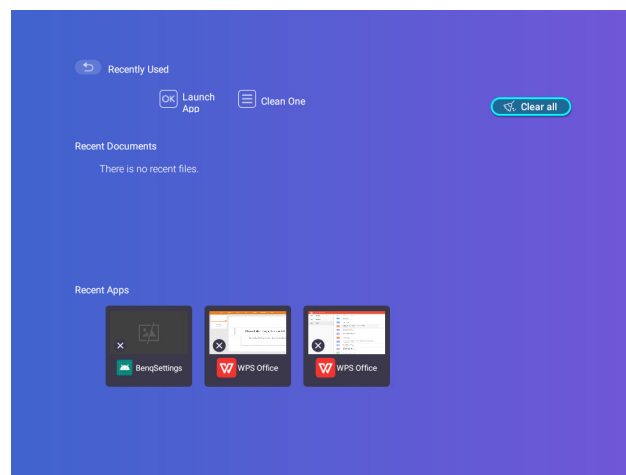 Recently Used
OK Launch App
Clean One
Clear all
Recent Documents
There is no recent files.
Recent Apps
BenqSettings
WPS Office
WPS Office